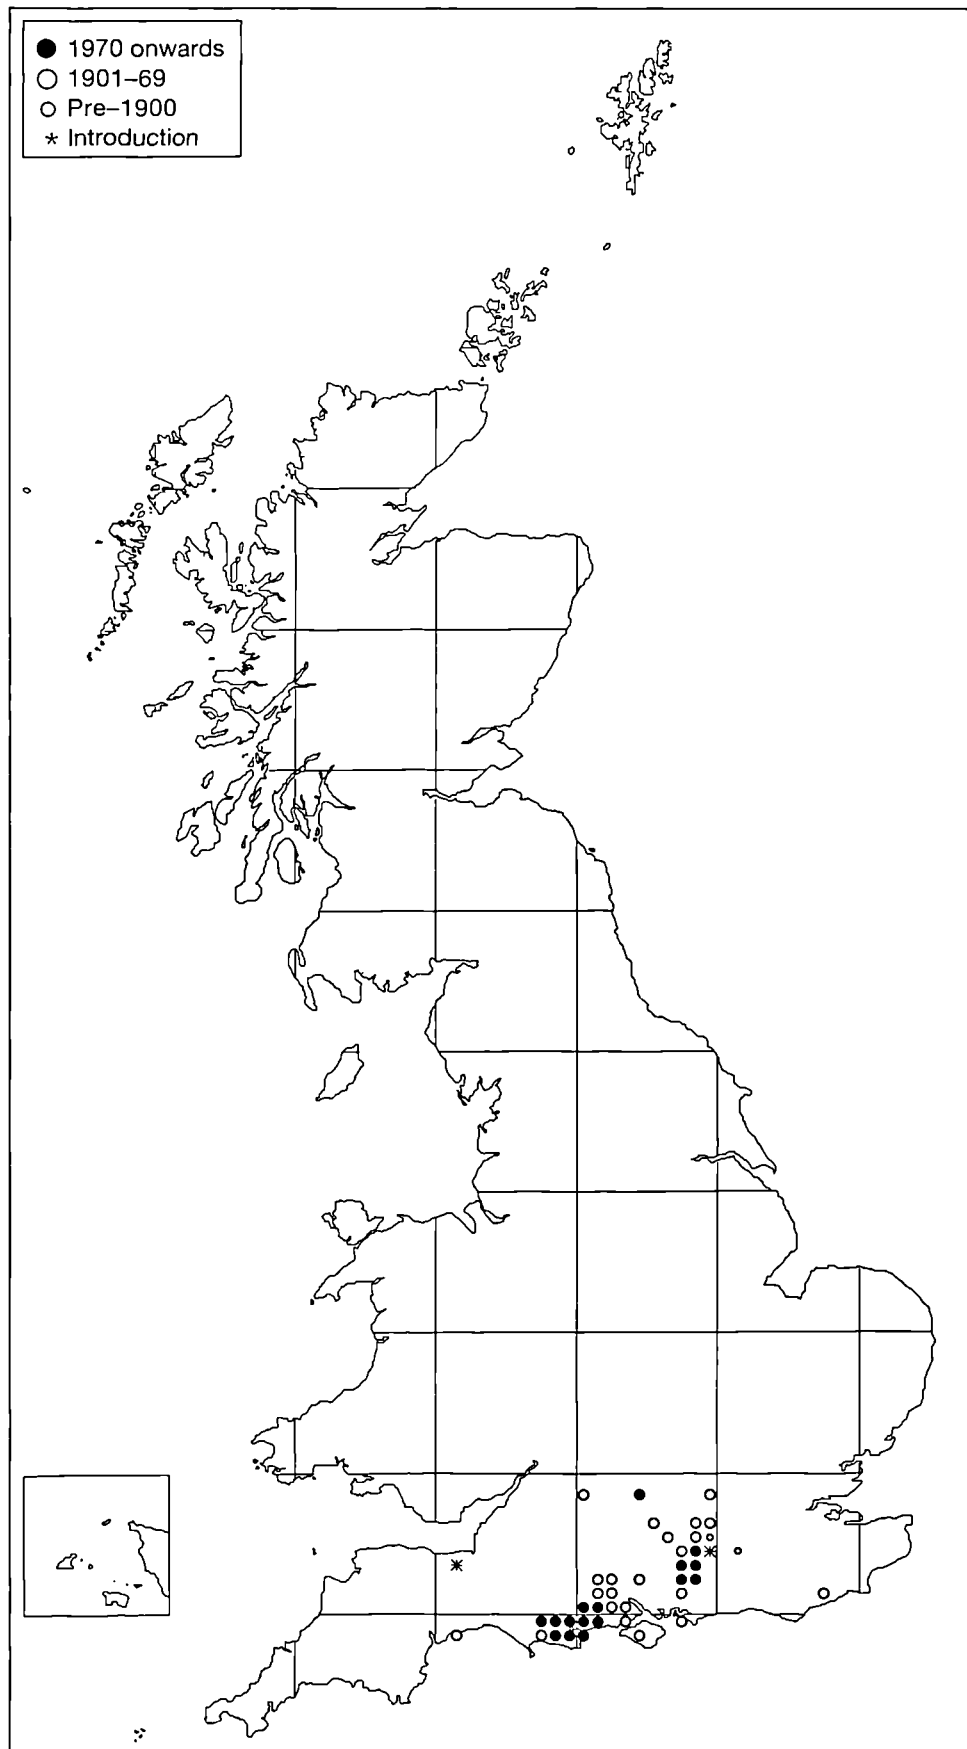 ● 1970 onwards
○ 1901–69
○ Pre–1900
* Introduction